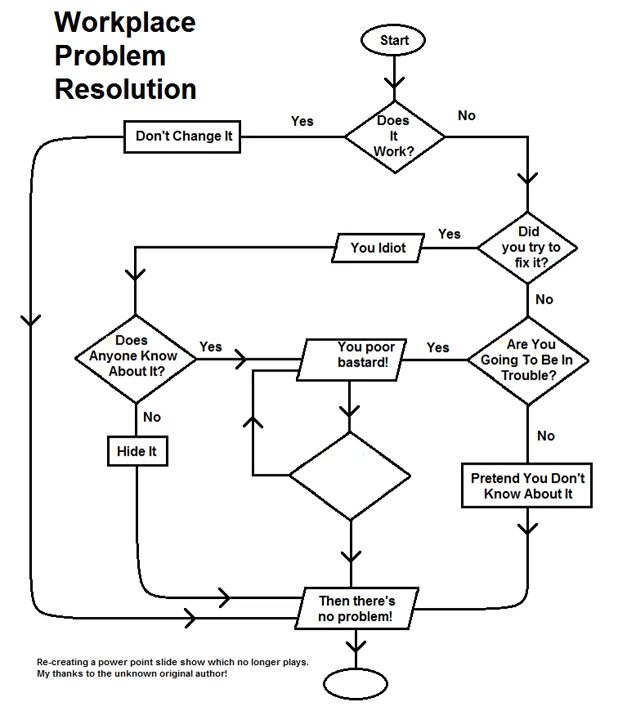 Workplace
Problem
Resolution
Start
Does
It
Work?
Yes
No
Don't Change It
Did
you try to
fix it?
Yes
No
You Idiot
Does
Anyone Know
About It?
Yes
No
You poor
bastard!
Yes
Are You
Going To Be In
Trouble?
No
Hide It
Pretend You Don't
Know About It
Then there's
no problem!
Re-creating a power point slide show which no longer plays.
My thanks to the unknown original author!